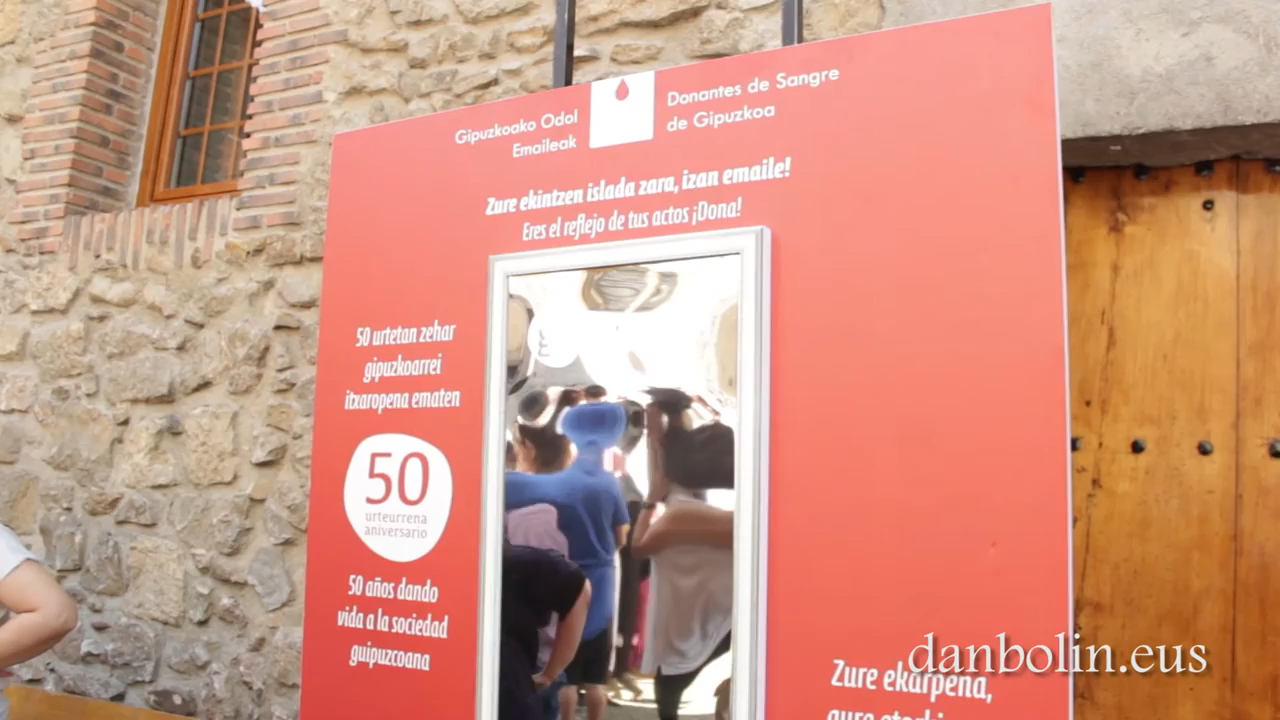 Gipuzkoako Odol
Emaileak
Donantes de Sangre
de Gipuzkoa
Zure ekintzen islada zara, izan emaile!
Eres el reflejo de tus actos ¡Dona!
50 urtetan zehar
gipuzkoarrei
itxaropena ematen
50
urteurrena
aniversario
50 años dando
vida a la sociedad
guipuzcoana
Zure ekarpena,
danbolin.eus